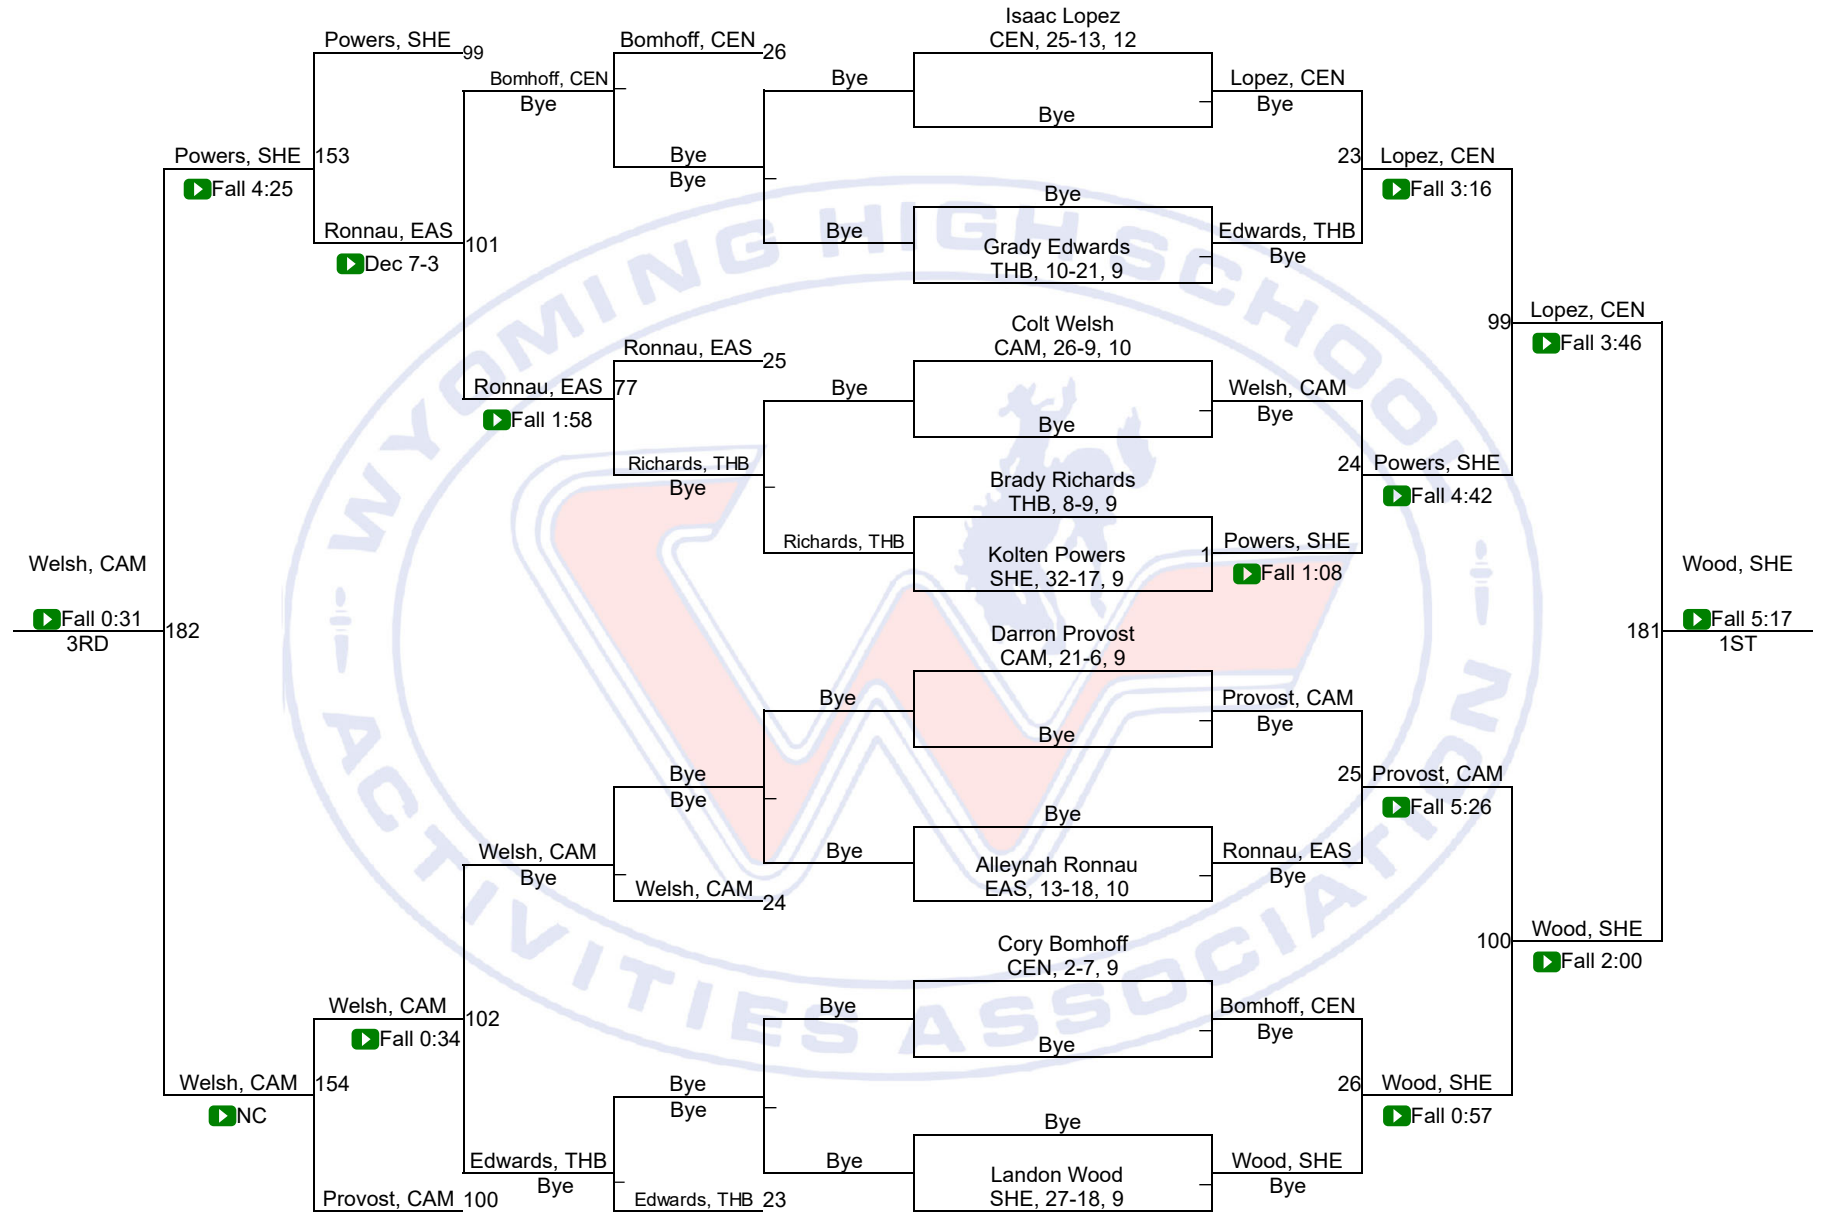 Isaac Lopez
Powers, SHE 99
Bomhoff, CEN 26
CEN, 25-13, 12
Bomhoff, CEN
Bye
Lopez, CEN
Bye
Bye
Bye
Powers, SHE 153
Bye
Bye
23 Lopez, CEN
Fall 4:25
Fall 3:16
Bye
Ronnau, EAS 101
Bye
Edwards, THB
Dec 7-3
Grady Edwards
Bye
THB, 10-21, 9
Colt Welsh
99 Lopez, CEN
Ronnau, EAS 25
CAM, 26-9, 10
Fall 3:46
Ronnau, EAS 77
Bye
Welsh, CAM
Fall 1:58
Bye
Bye
Richards, THB
Bye
Brady Richards
THB, 8-9, 9
24 Powers, SHE
Fall 4:42
Richards, THB
Kolten Powers 1
SHE, 32-17, 9
Powers, SHE
Fall 1:08
Welsh, CAM
Wood, SHE
Fall 0:31
3RD
182
181
Fall 5:17
1ST
Darron Provost
CAM, 21-6, 9
Bye
Provost, CAM
Bye
Bye
Bye
Bye
25 Provost, CAM
Fall 5:26
Bye
Welsh, CAM
Bye
Bye
Alleynah Ronnau
EAS, 13-18, 10
Ronnau, EAS
Bye
Welsh, CAM 24
Cory Bomhoff
CEN, 2-7, 9
100 Wood, SHE
Fall 2:00
Welsh, CAM 102
Fall 0:34
Bye
Bomhoff, CEN
Bye
Bye
Welsh, CAM 154
NC
Bye
Bye
26 Wood, SHE
Fall 0:57
Bye
Edwards, THB
Bye
Bye
Landon Wood
SHE, 27-18, 9
Wood, SHE
Bye
Provost, CAM 100
Edwards, THB 23
WYOMING HIGH SCHOOL
ACTIVITIES ASSOCIATION